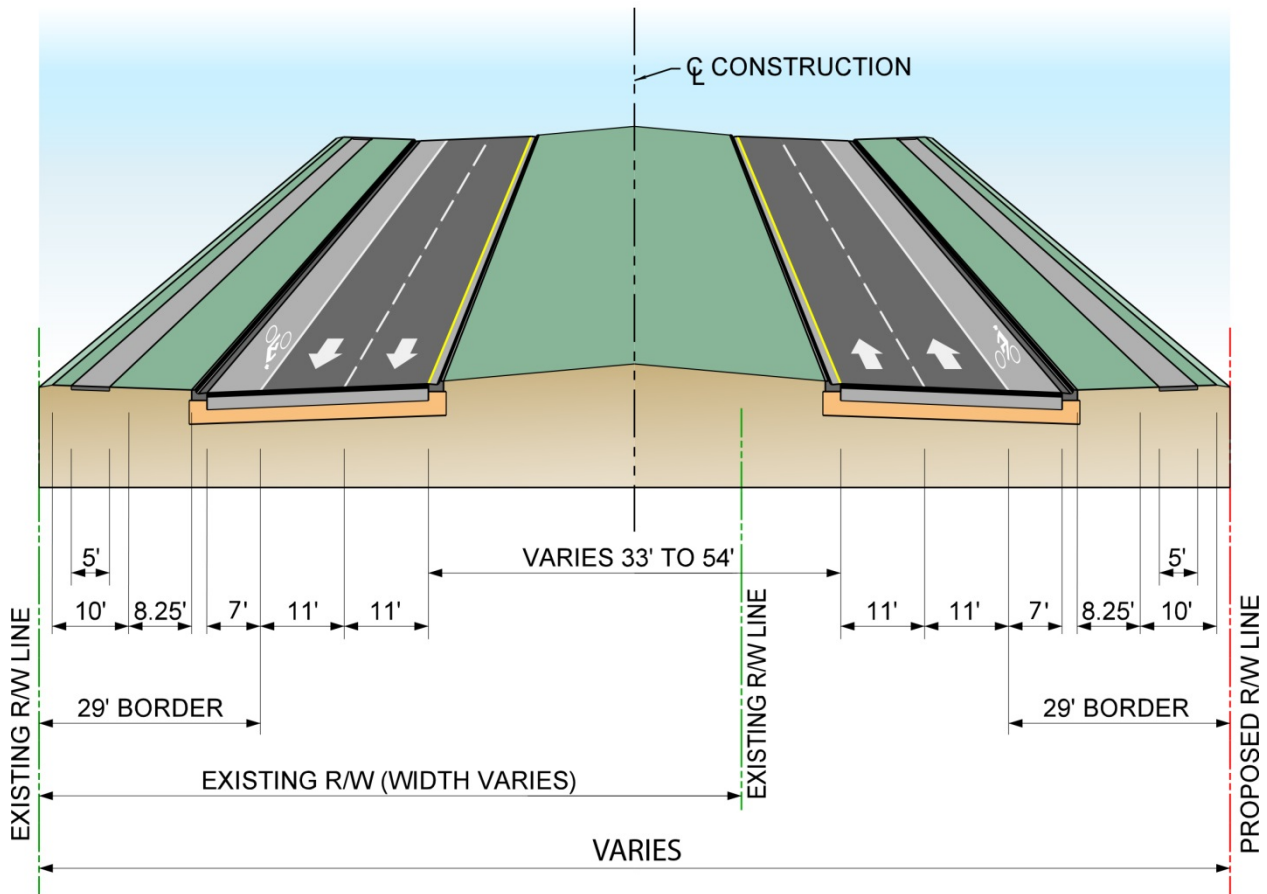 ℄ CONSTRUCTION
5'
VARIES 33' TO 54'
5'
10'
8.25'
7'
11'
11'
11'
11'
7'
8.25'
10'
29' BORDER
29' BORDER
EXISTING R/W (WIDTH VARIES)
VARIES
EXISTING R/W LINE
EXISTING R/W LINE
PROPOSED R/W LINE